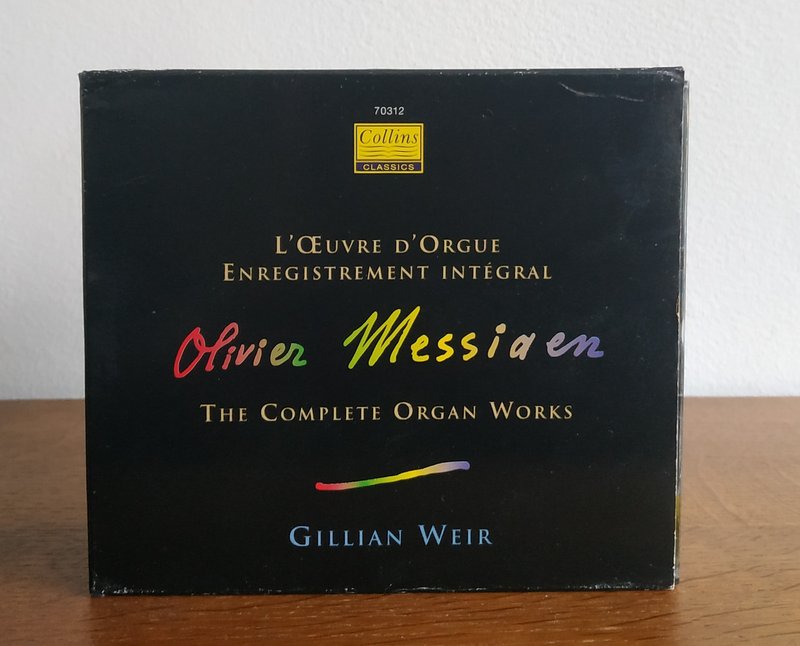 70312
Collins
CLASSICS
L'ŒUVRE D'ORGUE
ENREGISTREMENT INTÉGRAL
Olivier Messiaen
THE COMPLETE ORGAN WORKS
GILLIAN WEIR